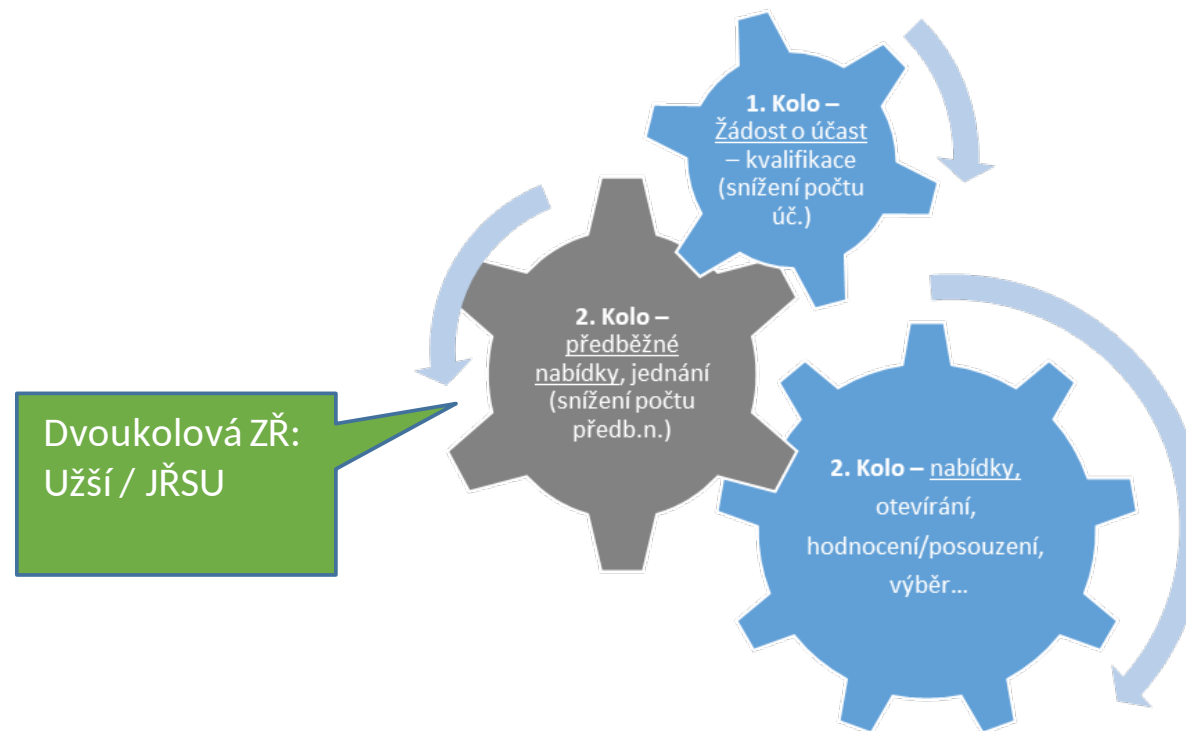 1. Kolo –
Žádost o účast
– kvalifikace
(snížení počtu
úč.)
2. Kolo –
předběžné
nabídky, jednání
(snížení počtu
předb.n.)
Dvoukolová ZŘ:
Užší / JŘSU
2. Kolo – nabídky,
otevírání,
hodnocení/posouzení,
výběr...